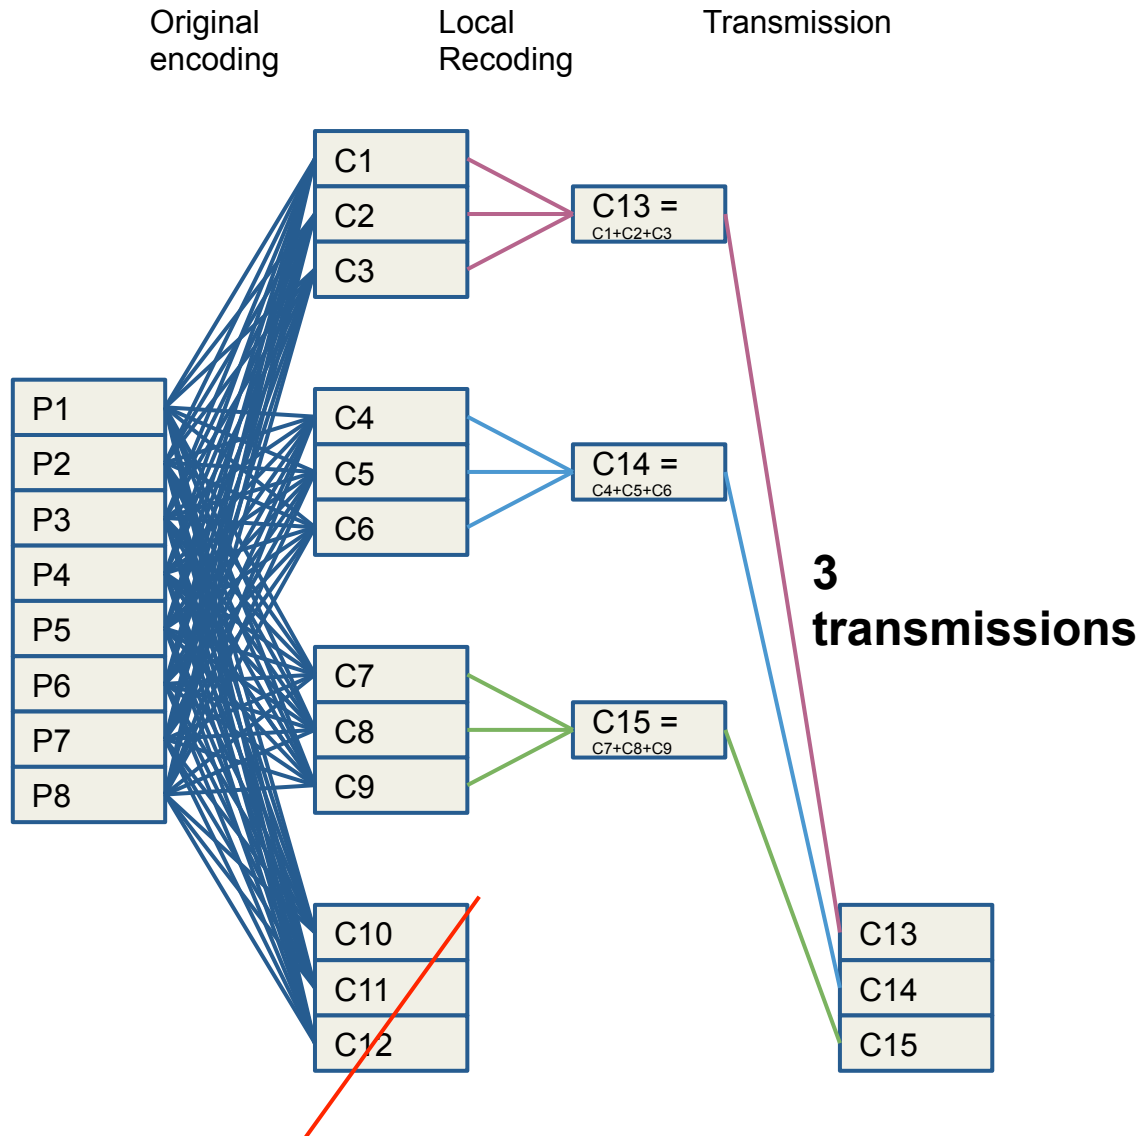 Original
encoding
Local
Recoding
Transmission
C1
C2
C3
C13 =
C1+C2+C3
P1
P2
P3
P4
P5
P6
P7
P8
C4
C5
C6
C14 =
C4+C5+C6
3
transmissions
C7
C8
C9
C15 =
C7+C8+C9
C10
C11
C12
C13
C14
C15